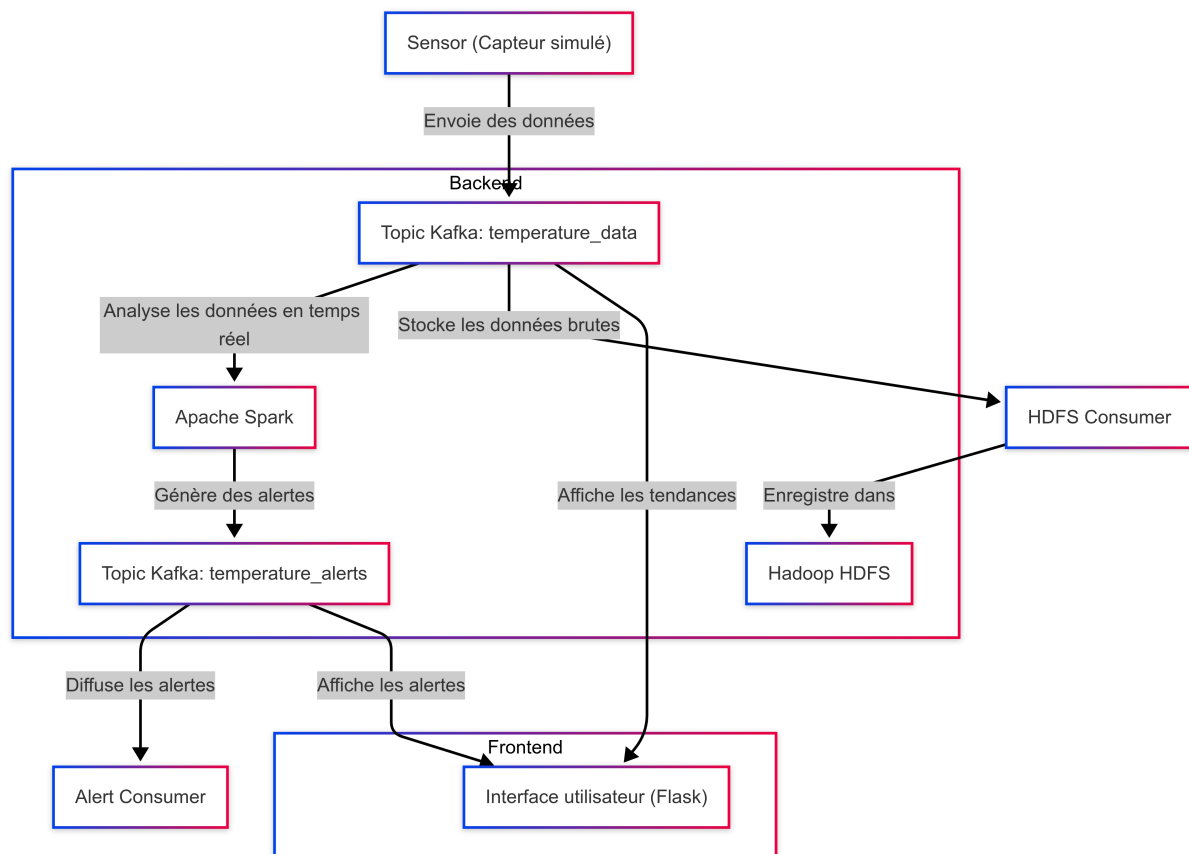 Sensor (Capteur simulé)
Envoie des données
Backend
Topic Kafka: temperature_data
Analyse les données en temps
réel
Stocke les données brutes
Apache Spark
HDFS Consumer
Génère des alertes
Affiche les tendances
Enregistre dans
Topic Kafka: temperature_alerts
Hadoop HDFS
Diffuse les alertes
Affiche les alertes
Frontend
Alert Consumer
Interface utilisateur (Flask)